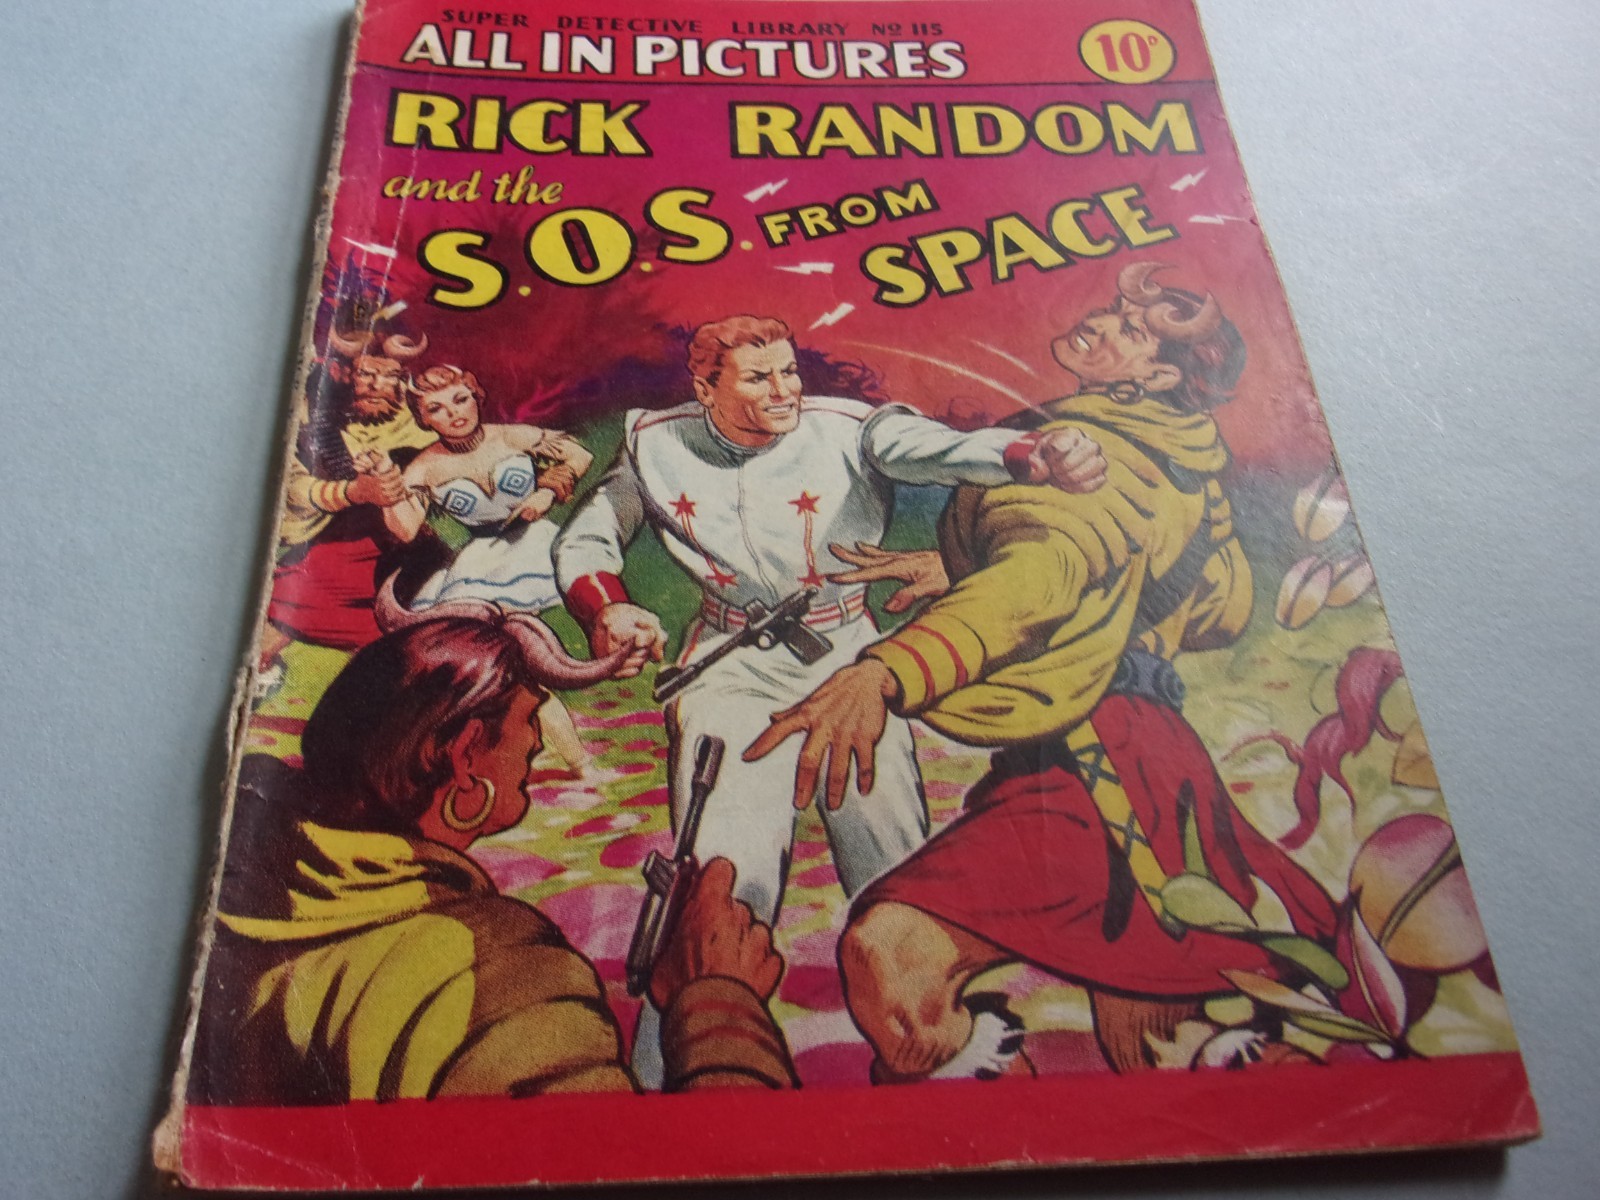 SUPER DETECTIVE LIBRARY Nº 115
ALL IN PICTURES
10ᴰ
RICK RANDOM
and the
S.O.S. FROM
SPACE